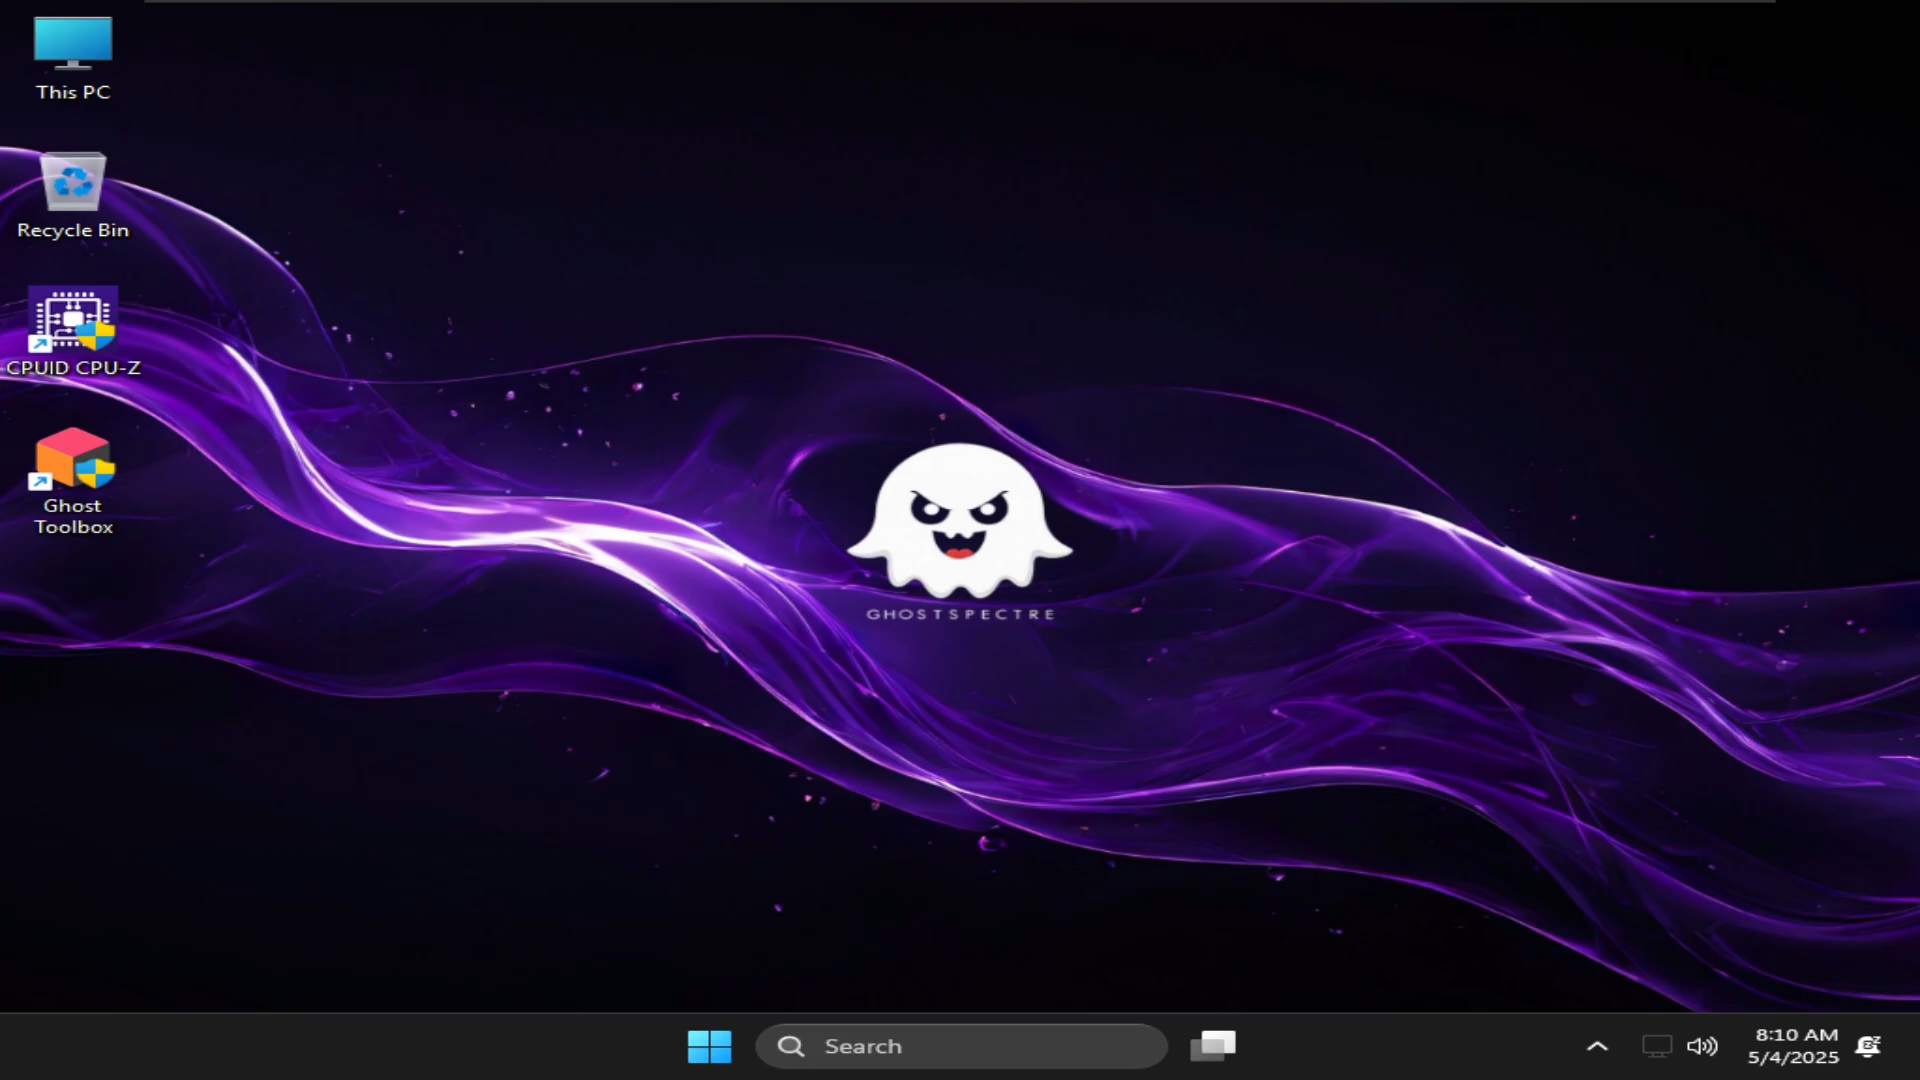 This PC
Recycle Bin
CPUID CPU-Z
Ghost
Toolbox
GHOSTSPECTRE
Search
8:10 AM
5/4/2025